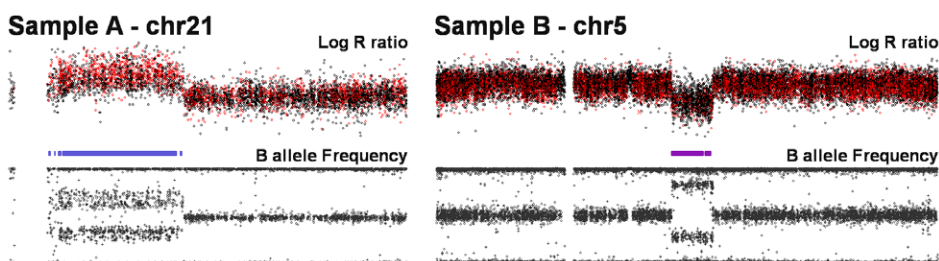 Sample A - chr21
Log R ratio
B allele Frequency
Sample B - chr5
Log R ratio
B allele Frequency